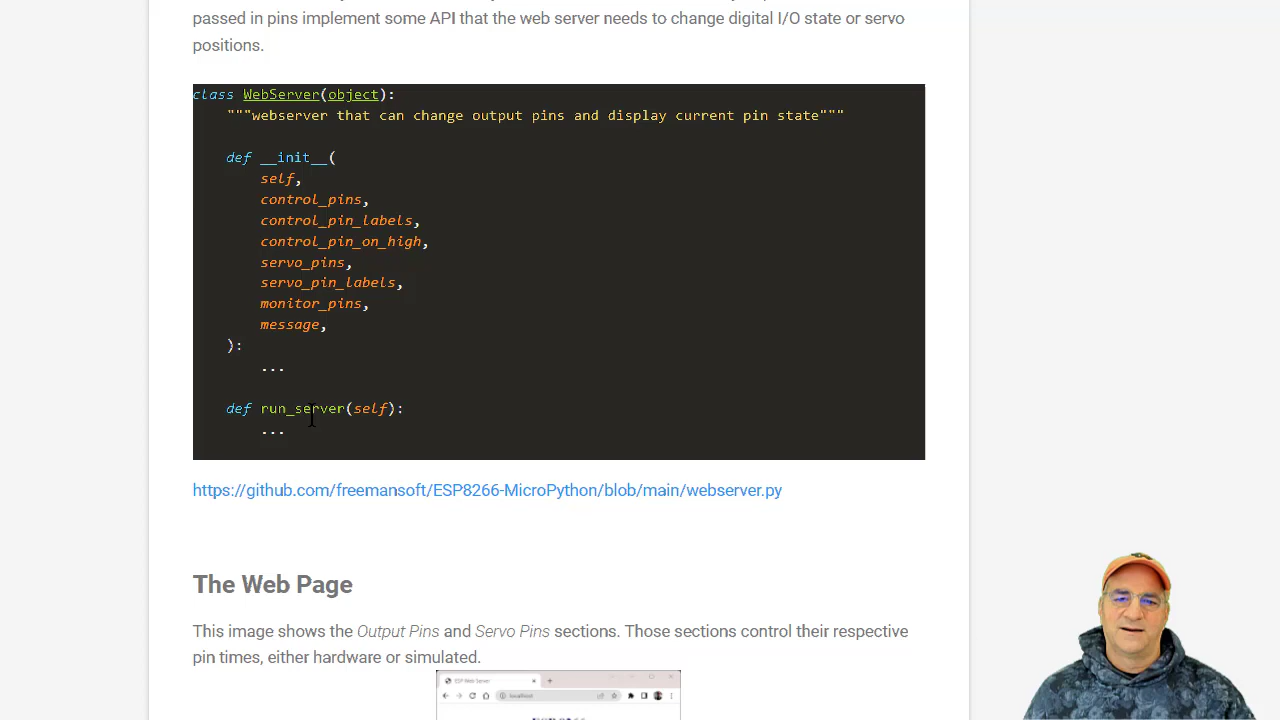 passed in pins implement some API that the web server needs to change digital I/O state or servo
positions.
class WebServer(object):
"""webserver that can change output pins and display current pin state"""
def __init__(
self,
control_pins,
control_pin_labels,
control_pin_on_high,
servo_pins,
servo_pin_labels,
monitor_pins,
message,
):
...
def run_server(self):
...
https://github.com/freemansoft/ESP8266-MicroPython/blob/main/webserver.py
The Web Page
This image shows the Output Pins and Servo Pins sections. Those sections control their respective
pin times, either hardware or simulated.
ESP Web Server
localhost